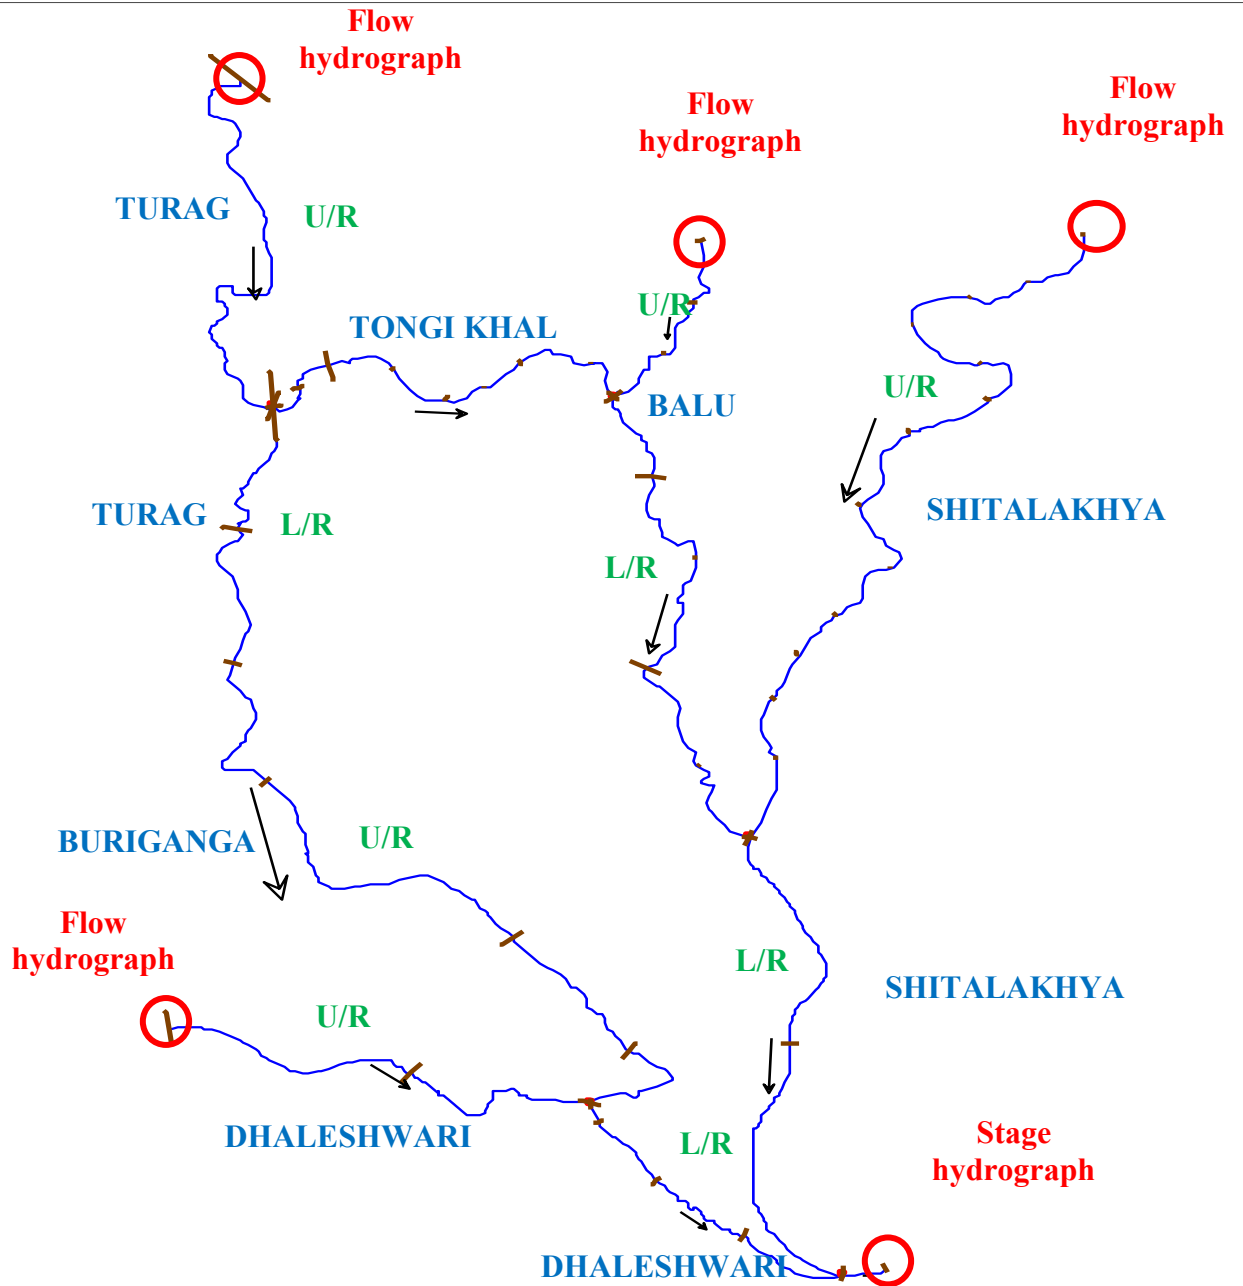 Flow
hydrograph
Flow
hydrograph
Flow
hydrograph
TURAG
U/R
U/R
TONGI KHAL
U/R
BALU
TURAG
L/R
SHITALAKHYA
L/R
BURIGANGA
U/R
Flow
hydrograph
L/R
SHITALAKHYA
U/R
DHALESHWARI
L/R
Stage
hydrograph
DHALESHWARI